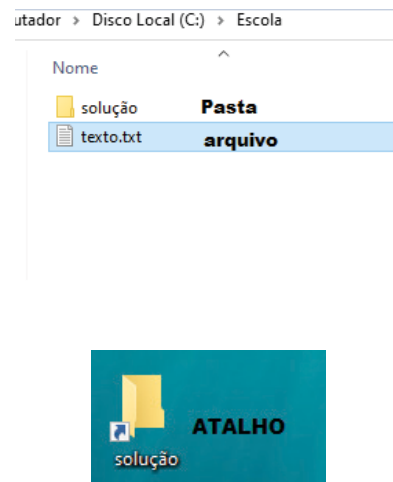 utador > Disco Local (C:) > Escola
Nome
solução Pasta
texto.txt arquivo
ATALHO
solução